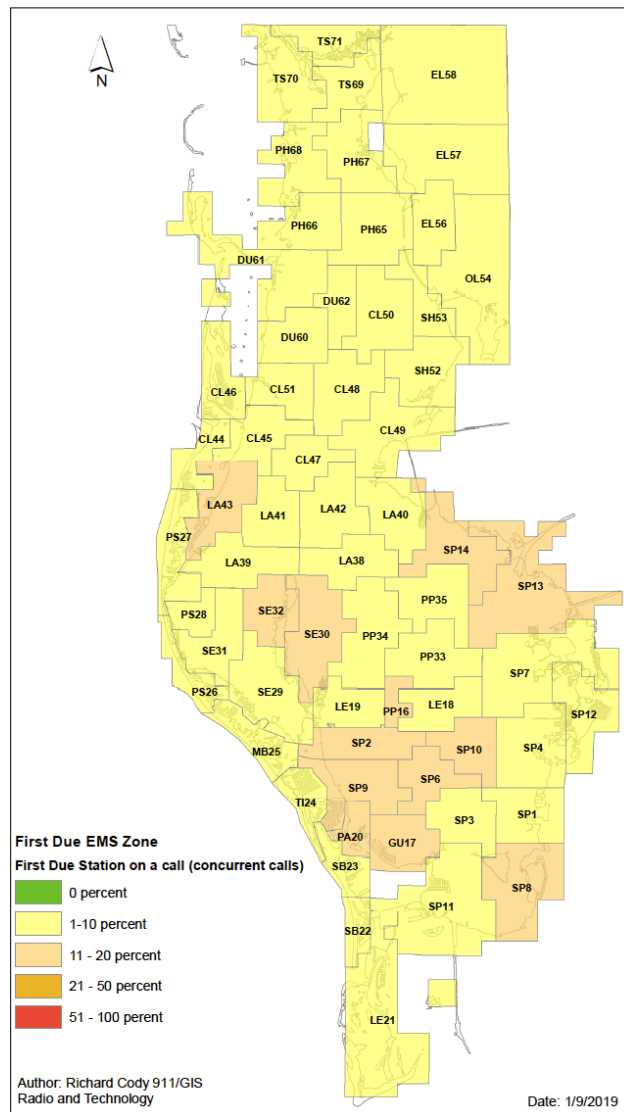 TS71
N
TS70
TS69
EL58
PH68
PH67
EL57
PH66
PH65
EL56
DU61
OL54
DU62
CL50
SH53
DU60
SH52
CL46
CL51
CL48
CL44
CL45
CL49
CL47
LA43
LA41
LA42
LA40
PS27
SP14
LA39
LA38
SP13
PS28
SE32
SE30
PP35
PP34
SE31
PP33
SP7
PS26
SE29
LE19
PP16
LE18
SP12
MB25
SP2
SP10
SP4
SP9
SP6
TI24
SP3
SP1
PA20
GU17
SB23
SP8
SP11
SB22
LE21
First Due EMS Zone
First Due Station on a call (concurrent calls)
0 percent
1-10 percent
11 - 20 percent
21 - 50 percent
51 - 100 perent
Author: Richard Cody 911/GIS
Radio and Technology
Date: 1/9/2019